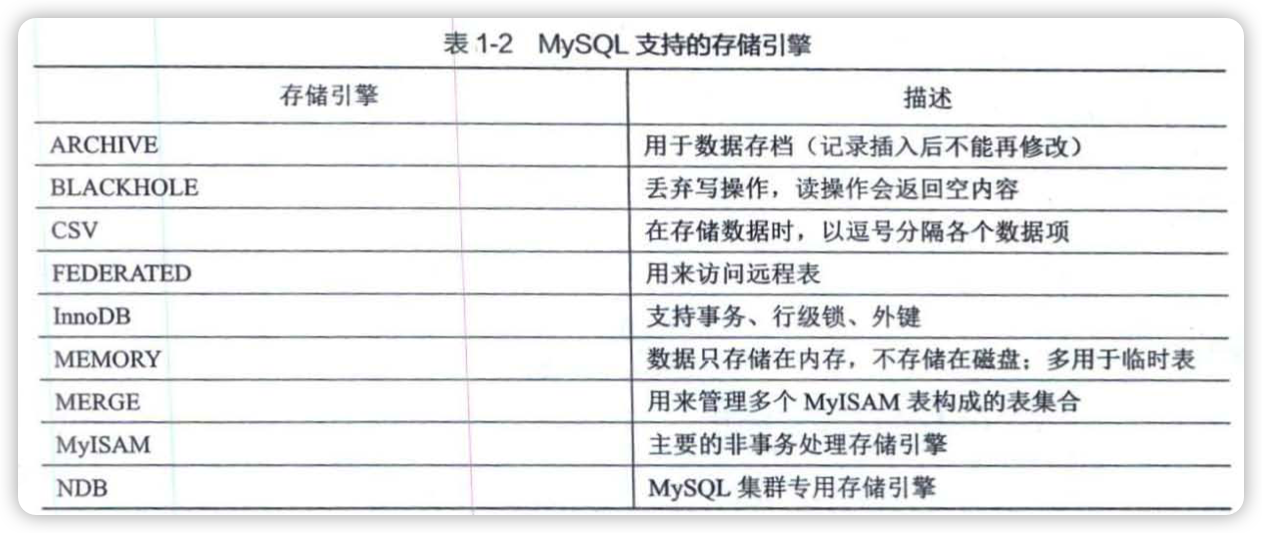 表 1-2 MySQL 支持的存储引擎
存储引擎 描述
ARCHIVE 用于数据存档（记录插入后不能再修改）
BLACKHOLE 丢弃写操作，读操作会返回空内容
CSV 在存储数据时，以逗号分隔各个数据项
FEDERATED 用来访问远程表
InnoDB 支持事务、行级锁、外键
MEMORY 数据只存储在内存，不存储在磁盘；多用于临时表
MERGE 用来管理多个 MyISAM 表构成的表集合
MyISAM 主要的非事务处理存储引擎
NDB MySQL 集群专用存储引擎